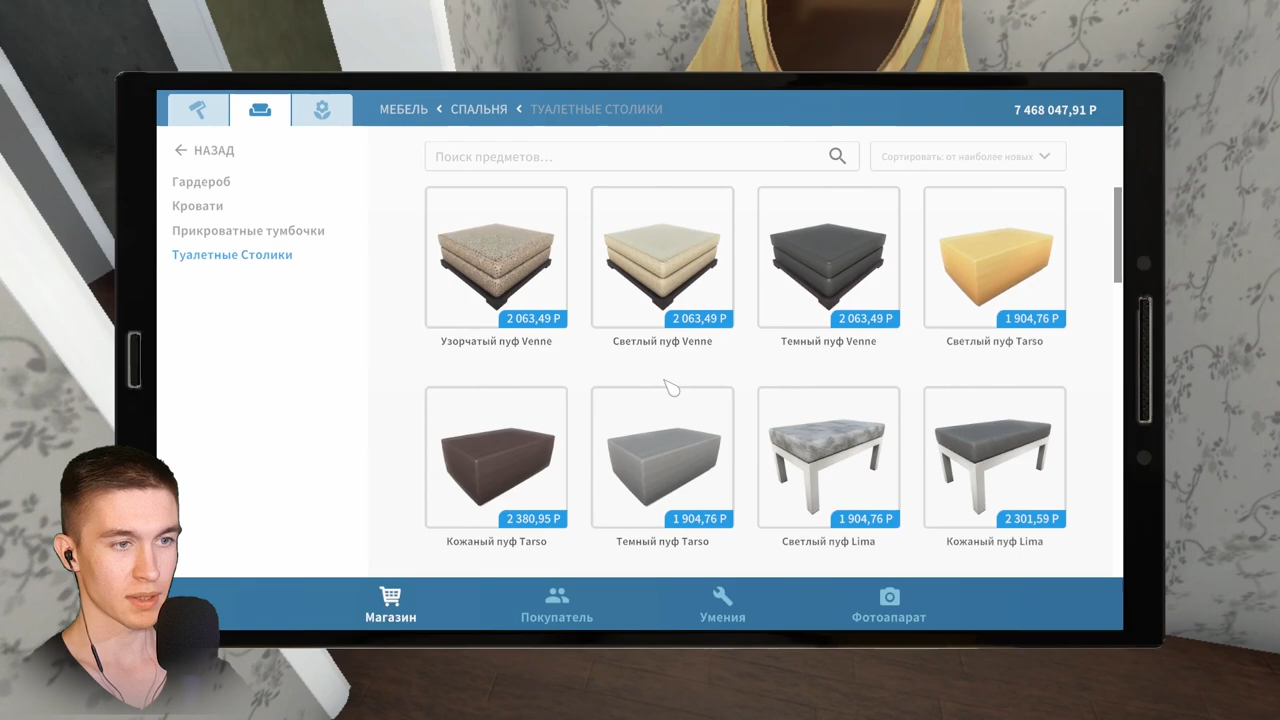 МЕБЕЛЬ < СПАЛЬНЯ < ТУАЛЕТНЫЕ СТОЛИКИ
7 468 047,91 Р
НАЗАД
Гардероб
Кровати
Прикроватные тумбочки
Туалетные Столики
Поиск предметов...
Сортировать: от наиболее новых
2 063,49 Р
2 063,49 Р
2 063,49 Р
1 904,76 Р
Узорчатый пуф Venne
Светлый пуф Venne
Темный пуф Venne
Светлый пуф Tarso
2 380,95 Р
1 904,76 Р
1 904,76 Р
2 301,59 Р
Кожаный пуф Tarso
Темный пуф Tarso
Светлый пуф Lima
Кожаный пуф Lima
Магазин
Покупатель
Умения
Фотоапарат